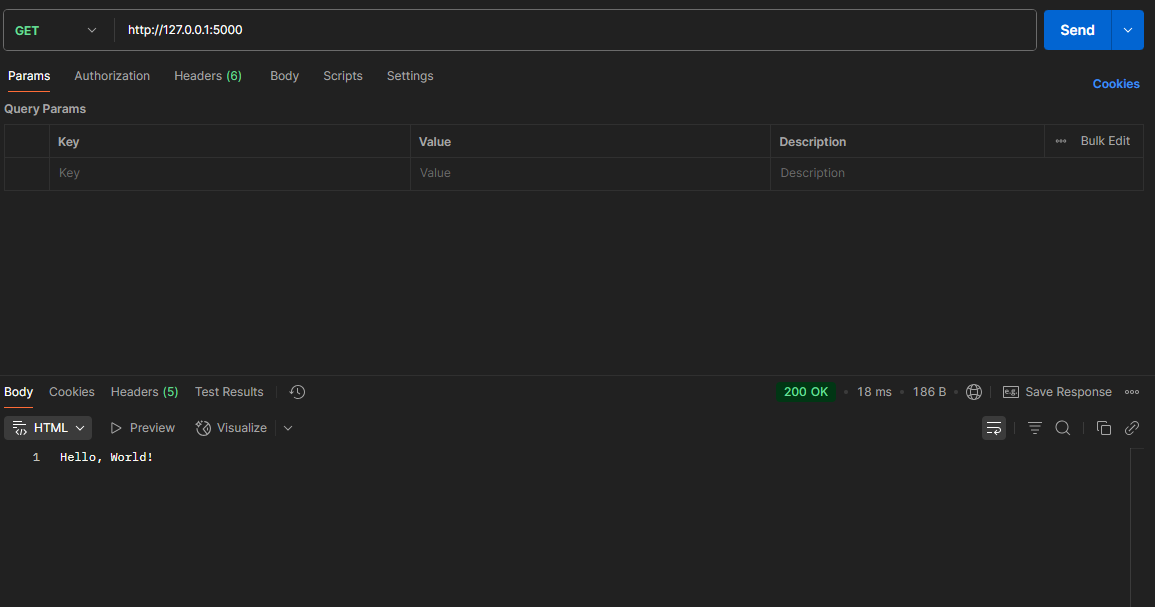 GET http://127.0.0.1:5000 Send
Params Authorization Headers (6) Body Scripts Settings Cookies
Query Params
Key Value Description Bulk Edit
Key Value Description
Body Cookies Headers (5) Test Results 200 OK 18 ms 186 B e.g. Save Response
HTML Preview Visualize
1 Hello, World!